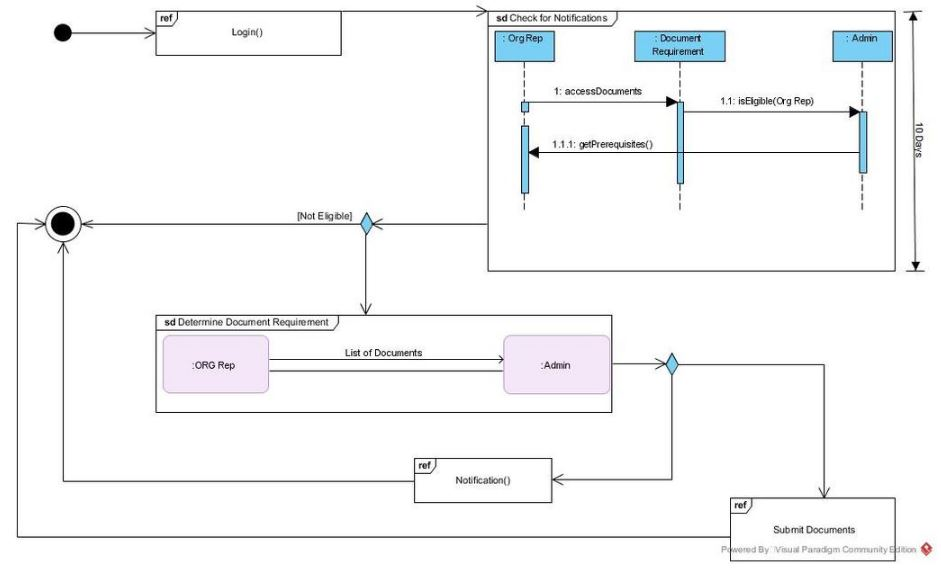 ref
Login()
sd Check for Notifications
: Org Rep
: Document
Requirement
: Admin
1: accessDocuments
1.1: isEligible(Org Rep)
1.1.1: getPrerequisites()
10 Days
[Not Eligible]
sd Determine Document Requirement
:ORG Rep
List of Documents
:Admin
ref
Notification()
ref
Submit Documents
Powered By Visual Paradigm Community Edition